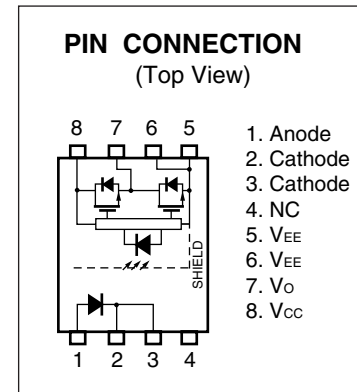 PIN CONNECTION
(Top View)
8 7 6 5
SHIELD
1 2 3 4
1. Anode
2. Cathode
3. Cathode
4. NC
5. VEE
6. VEE
7. VO
8. VCC